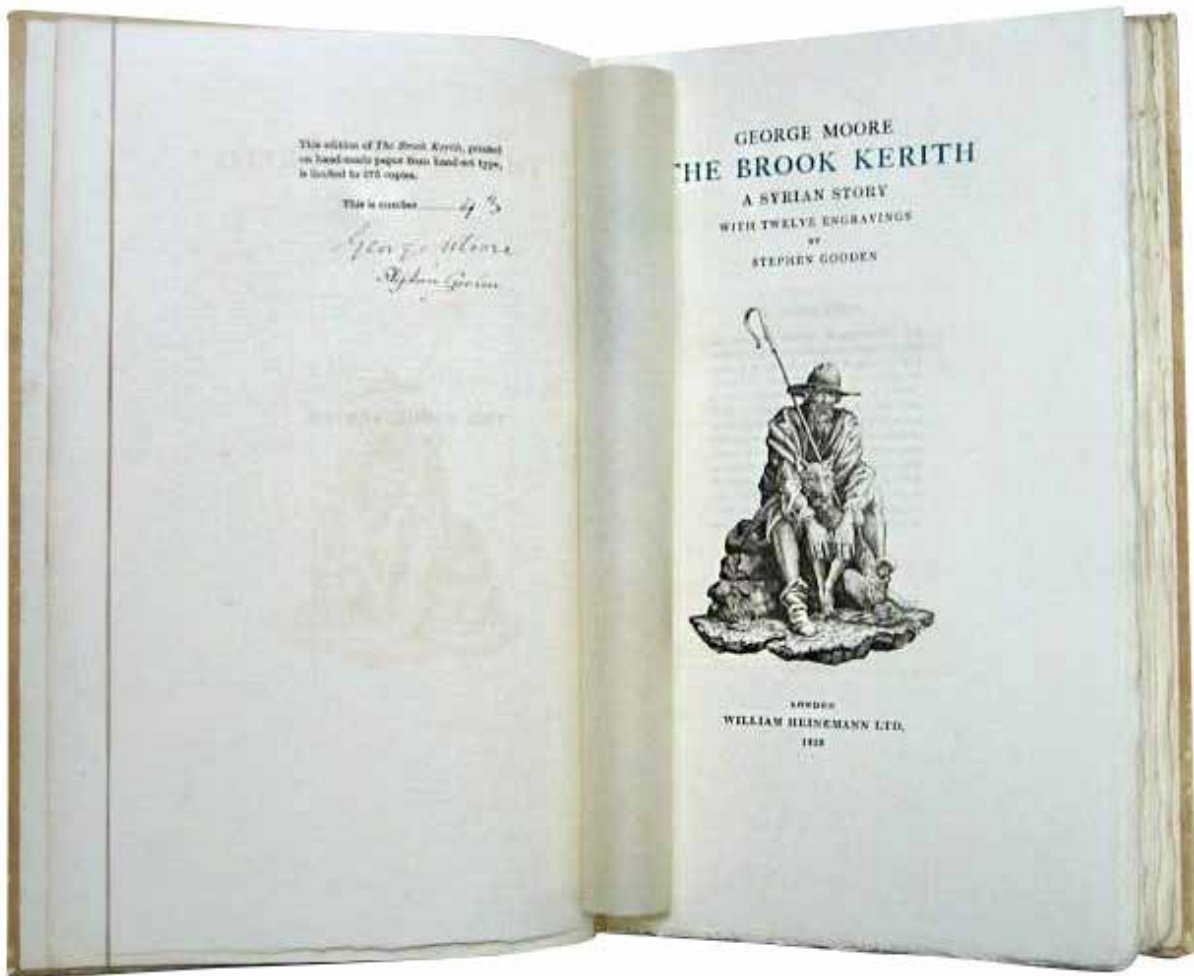 This edition of The Brook Kerith, printed
on hand-made paper from hand-set type,
is limited to 375 copies.
This is number 43
George Moore
Stephen Gooden
GEORGE MOORE
THE BROOK KERITH
A SYRIAN STORY
WITH TWELVE ENGRAVINGS
BY
STEPHEN GOODEN
LONDON
WILLIAM HEINEMANN LTD.
1929